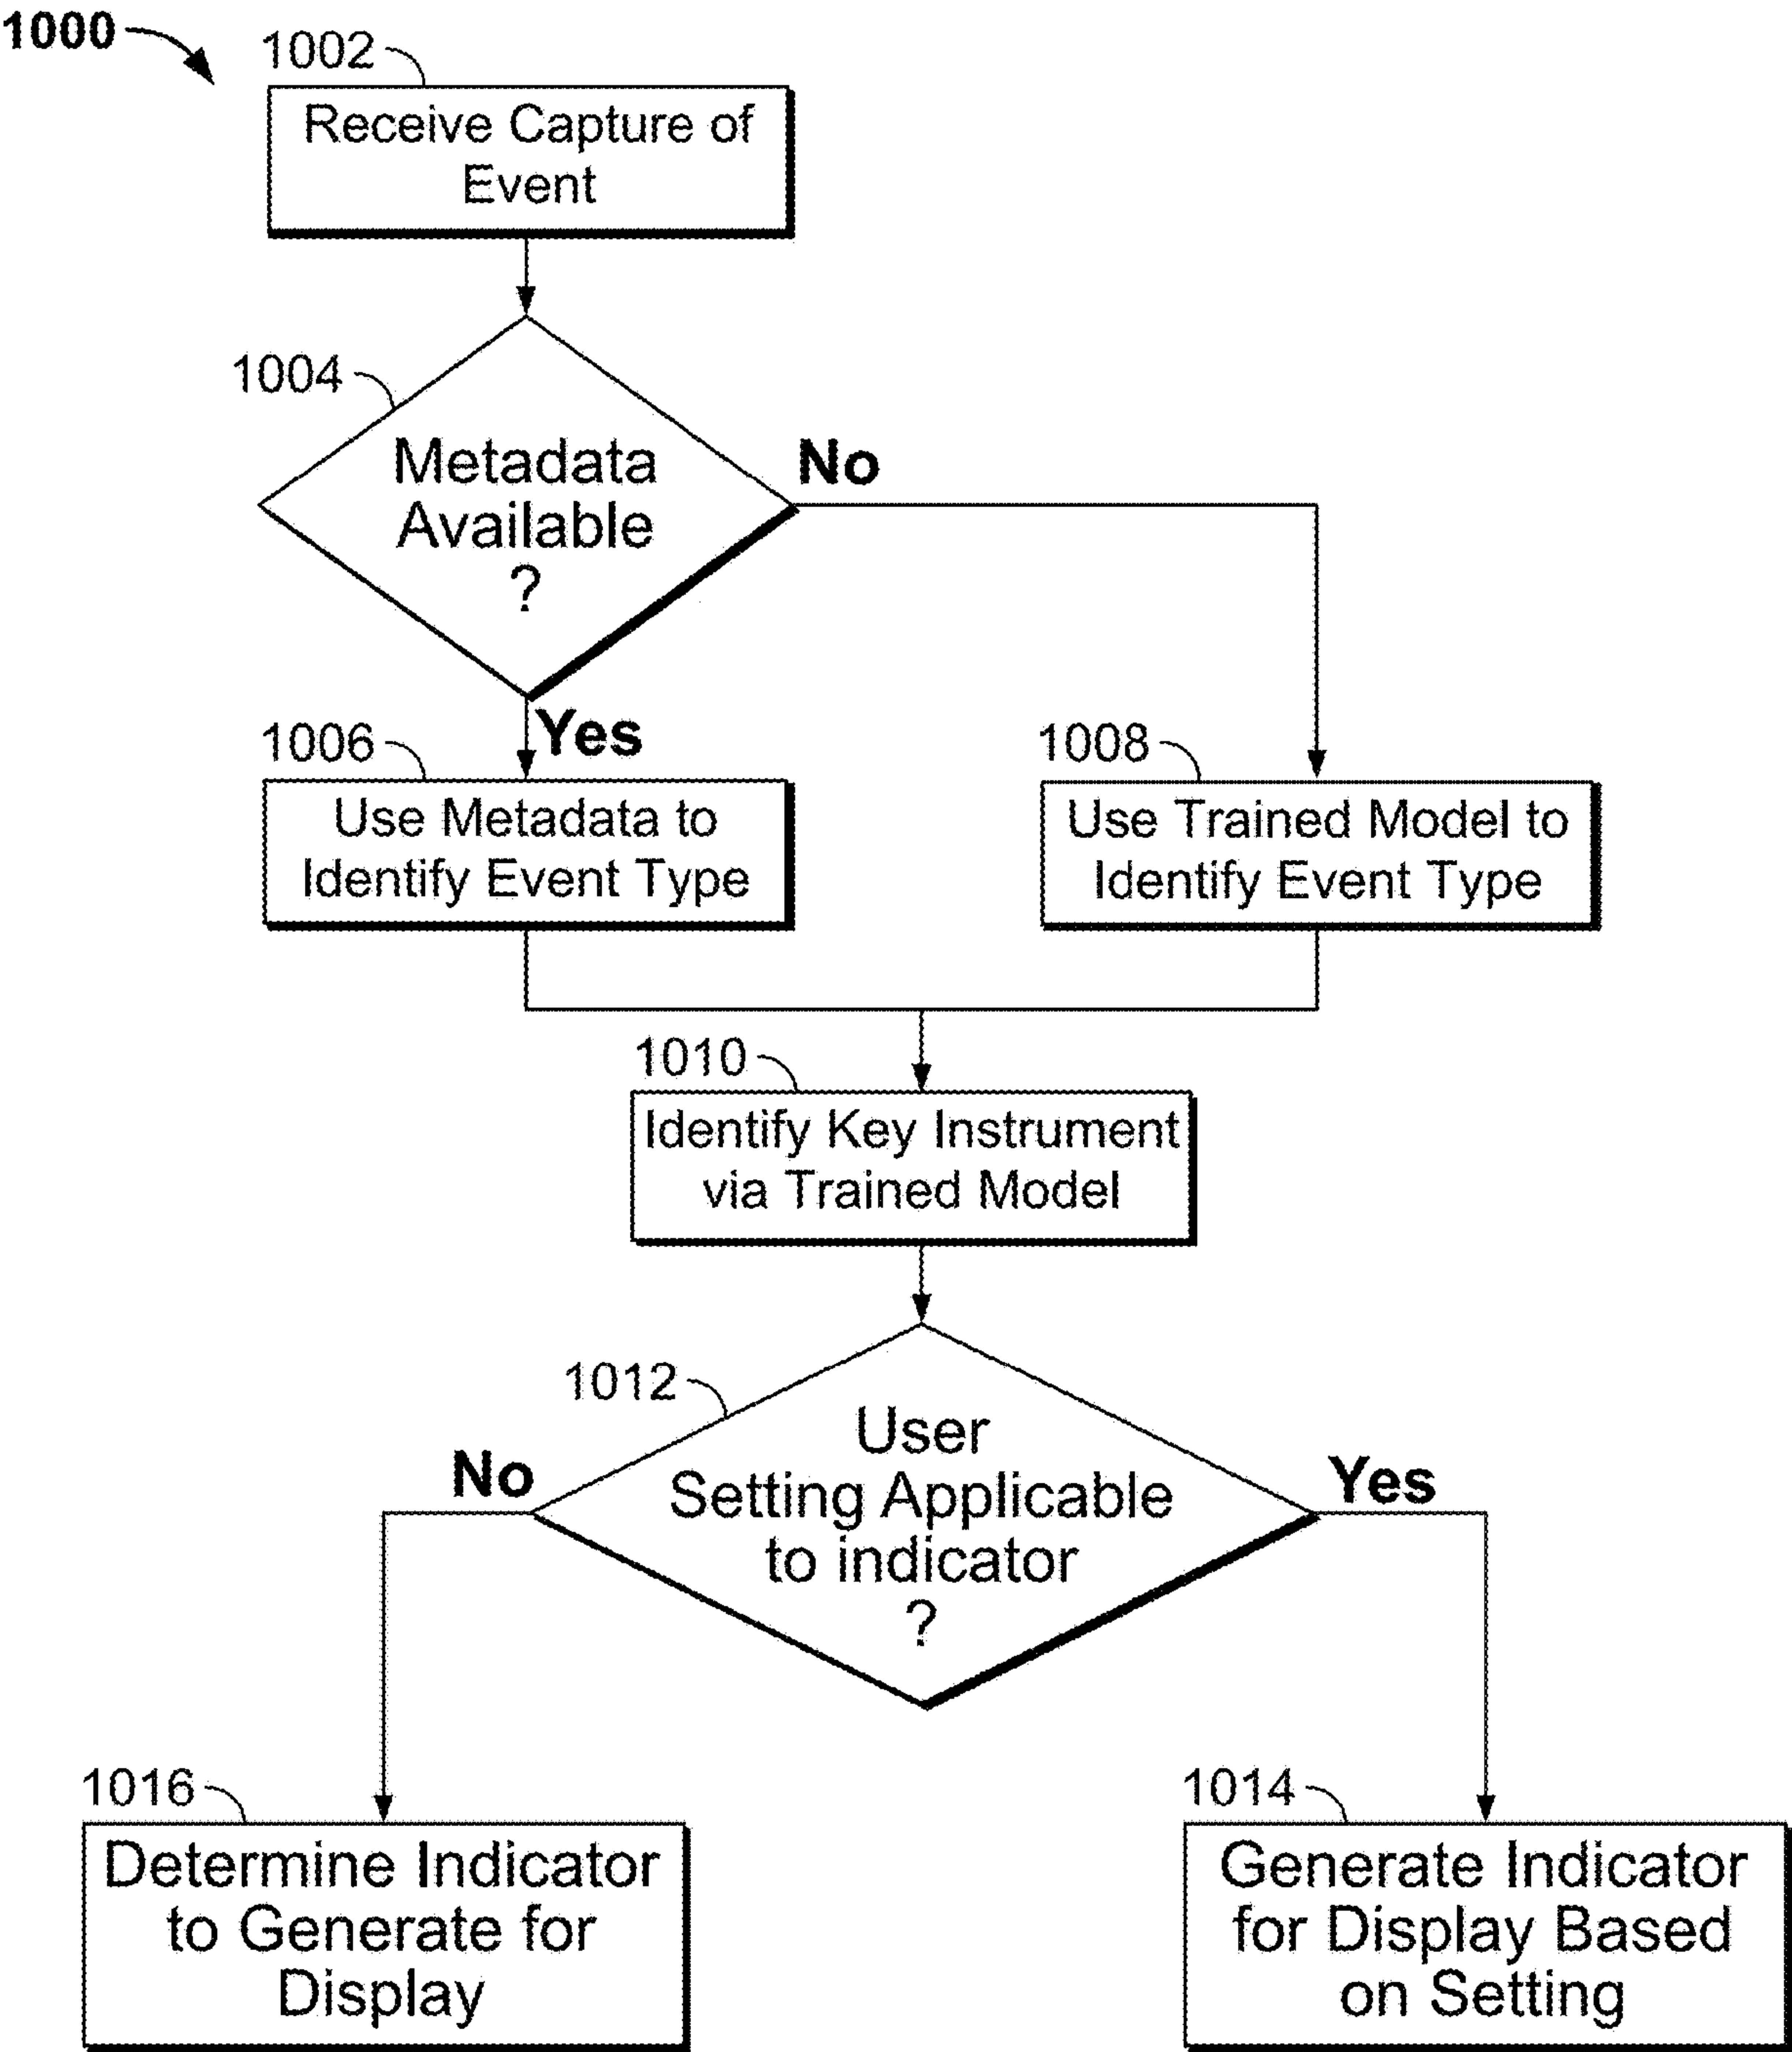 1000
1002
Receive Capture of
Event
1004
Metadata
Available
?
No
Yes
1006
Use Metadata to
Identify Event Type
1008
Use Trained Model to
Identify Event Type
1010
Identify Key Instrument
via Trained Model
1012
User
Setting Applicable
to indicator
?
No
Yes
1016
Determine Indicator
to Generate for
Display
1014
Generate Indicator
for Display Based
on Setting